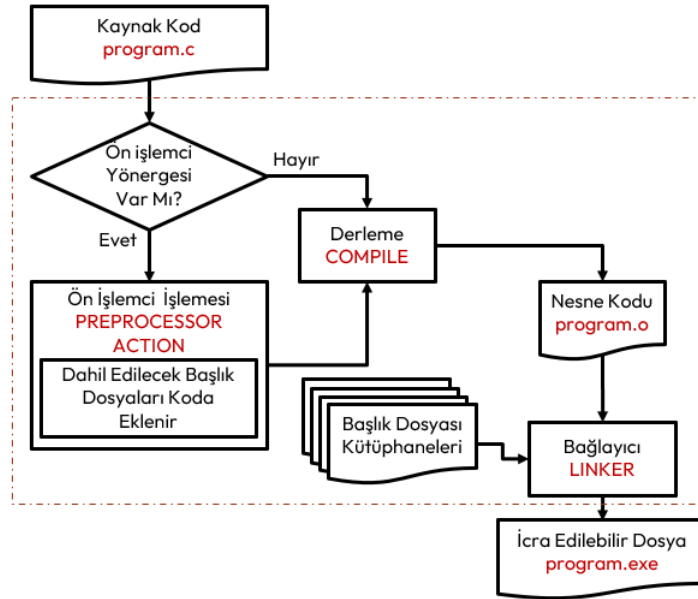 Kaynak Kod
program.c
Ön işlemci
Yönergesi
Var Mı?
Hayır
Evet
Derleme
COMPILE
Ön İşlemci İşlemesi
PREPROCESSOR
ACTION
Dahil Edilecek Başlık
Dosyaları Koda
Eklenir
Nesne Kodu
program.o
Başlık Dosyası
Kütüphaneleri
Bağlayıcı
LINKER
İcra Edilebilir Dosya
program.exe